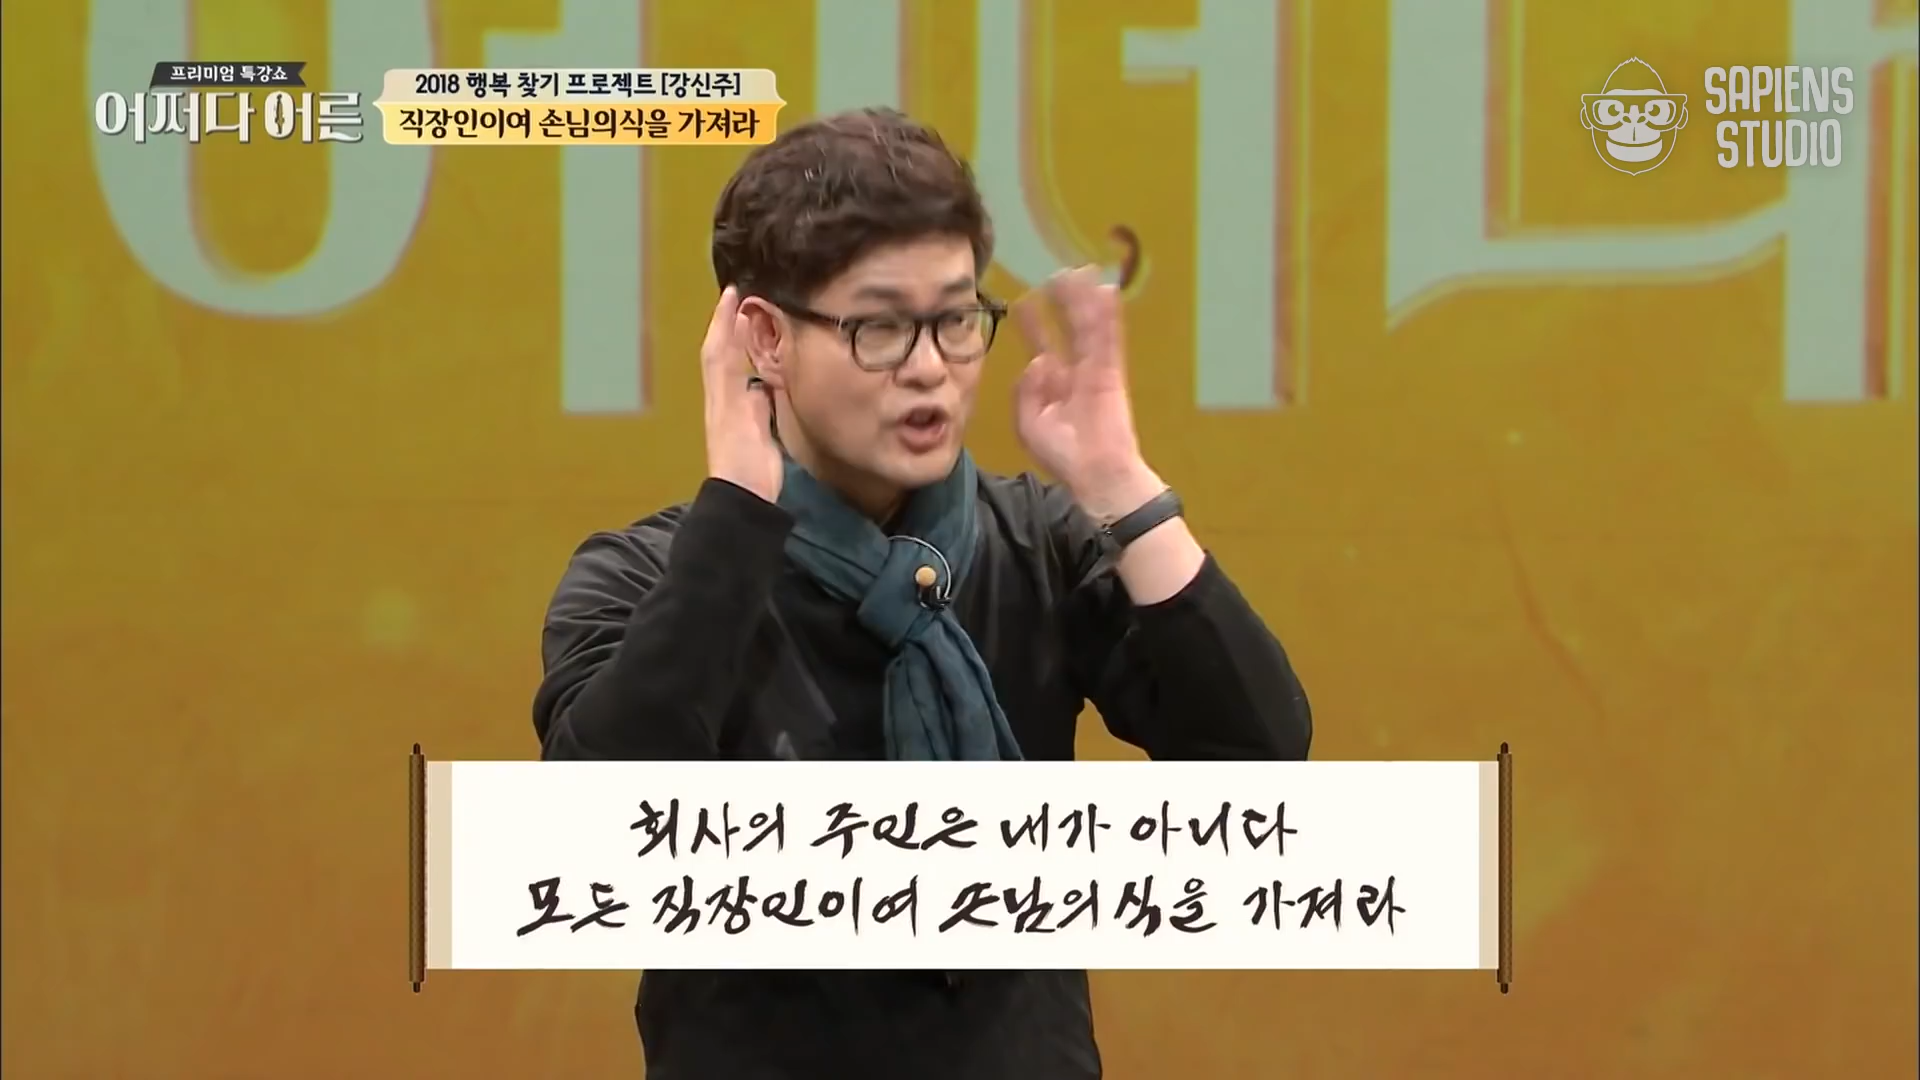 프리미엄 특강쇼
어쩌다 어른
2018 행복 찾기 프로젝트[강신주]
직장인이여 손님의식을 가져라
SAPIENS
STUDIO
회사의 주인은 내가 아니다
모든 직장인이여 손님의식을 가져라